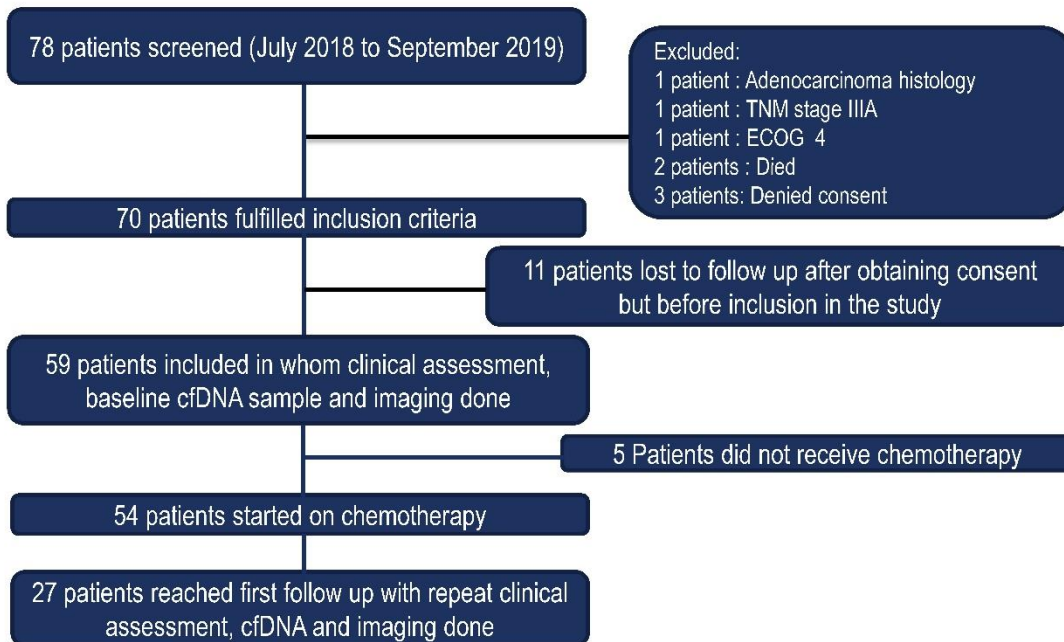 78 patients screened (July 2018 to September 2019)
Excluded:
1 patient : Adenocarcinoma histology
1 patient : TNM stage IIIA
1 patient : ECOG 4
2 patients : Died
3 patients: Denied consent
70 patients fulfilled inclusion criteria
11 patients lost to follow up after obtaining consent
but before inclusion in the study
59 patients included in whom clinical assessment,
baseline cfDNA sample and imaging done
5 Patients did not receive chemotherapy
54 patients started on chemotherapy
27 patients reached first follow up with repeat clinical
assessment, cfDNA and imaging done